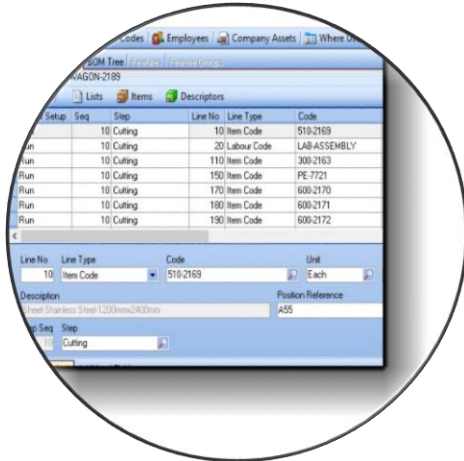 Codes Employees Company Assets Where
BOM Tree
WAGON-2189
Lists Items Descriptors
Setup Seq Step Line No Line Type Code
10 Cutting 10 Item Code 510-2169
Run 10 Cutting 20 Labour Code LAB-ASSEMBLY
Run 10 Cutting 110 Item Code 300-2163
Run 10 Cutting 150 Item Code PE-7721
Run 10 Cutting 170 Item Code 600-2170
Run 10 Cutting 180 Item Code 600-2171
Run 10 Cutting 190 Item Code 600-2172
Line No Line Type Code Unit
10 Item Code 510-2169 Each
Description Position Reference
Sheet-Stainless Steel-1200mmx2400mm A55
Seq Step
10 Cutting